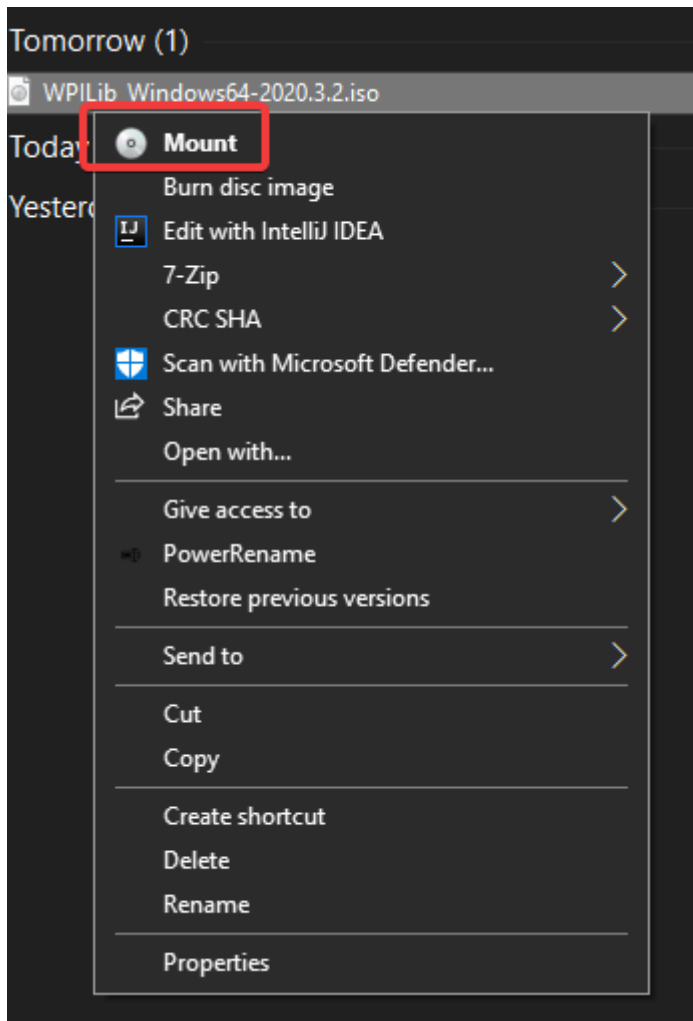 Tomorrow (1)
WPILib_Windows64-2020.3.2.iso
Today
Mount
Burn disc image
Yester
Edit with IntelliJ IDEA
7-Zip
CRC SHA
Scan with Microsoft Defender...
Share
Open with...
Give access to
PowerRename
Restore previous versions
Send to
Cut
Copy
Create shortcut
Delete
Rename
Properties